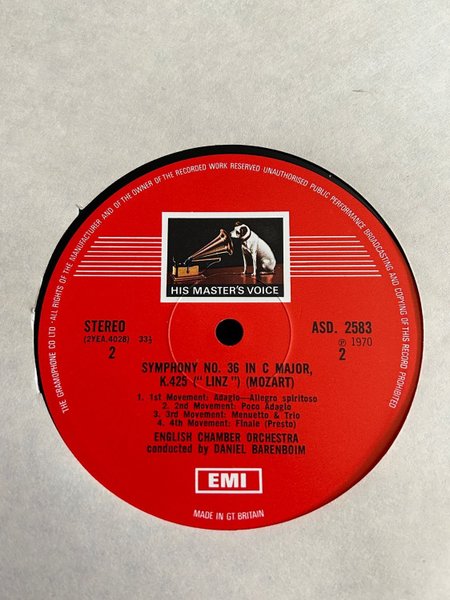 THE GRAMOPHONE CO LTD · ALL RIGHTS OF THE MANUFACTURER AND OF THE OWNER OF THE RECORDED WORK RESERVED UNAUTHORISED PUBLIC PERFORMANCE BROADCASTING AND COPYING OF THIS RECORD PROHIBITED
HIS MASTER'S VOICE
STEREO
(2YEA.4028) 33⅓
2
ASD. 2583
℗ 1970
2
SYMPHONY NO. 36 IN C MAJOR,
K.425 ("LINZ") (MOZART)
1. 1st Movement: Adagio—Allegro spiritoso
2. 2nd Movement: Poco Adagio
3. 3rd Movement: Menuetto & Trio
4. 4th Movement: Finale (Presto)
ENGLISH CHAMBER ORCHESTRA
conducted by DANIEL BARENBOIM
EMI
MADE IN GT BRITAIN